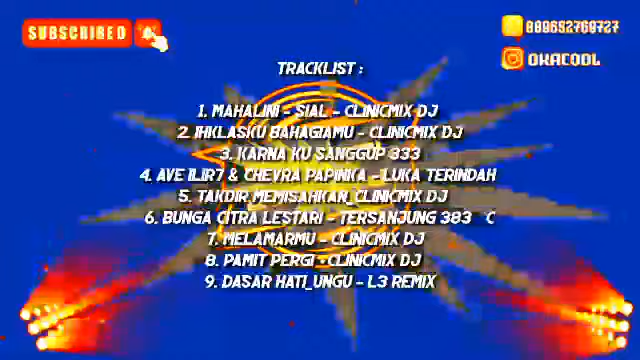 SUBSCRIBED
OKACOOL
TRACKLIST :
1. MAHALINI - SIAL - CLINICMIX DJ
2. IHKLASKU BAHAGIAMU - CLINICMIX DJ
3. KARNA KU SANGGUP 333
4. AVE ILIR7 & CHEVRA PAPINKA - LUKA TERINDAH
5. TAKDIR MEMISAHKAN_CLINICMIX DJ
6. BUNGA CITRA LESTARI - TERSANJUNG 383 C
7. MELAMARMU - CLINICMIX DJ
8. PAMIT PERGI - CLINICMIX DJ
9. DASAR HATI_UNGU - L3 REMIX